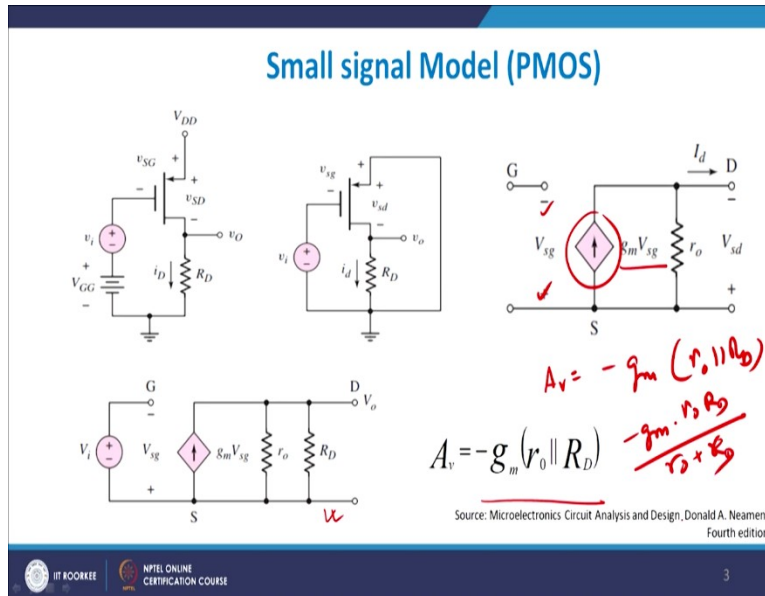 Small signal Model (PMOS)
V_DD
v_SG + −
+ v_SD −
v_i + −
+ V_GG −
i_D R_D
v_O
v_sg + −
+ v_sd −
v_i + −
i_d R_D
v_o
G
I_d D
− V_sg
g_m V_sg
r_o
− V_sd +
S
A_v = − g_m (r_o || R_D)
− g_m · r_o R_D
r_o + R_D
G
D
V_o
V_i + −
− V_sg +
g_m V_sg
r_o
R_D
S
A_v = −g_m (r_0 || R_D)
Source: Microelectronics Circuit Analysis and Design, Donald A. Neamen
Fourth edition
IIT ROORKEE
NPTEL ONLINE
CERTIFICATION COURSE
3